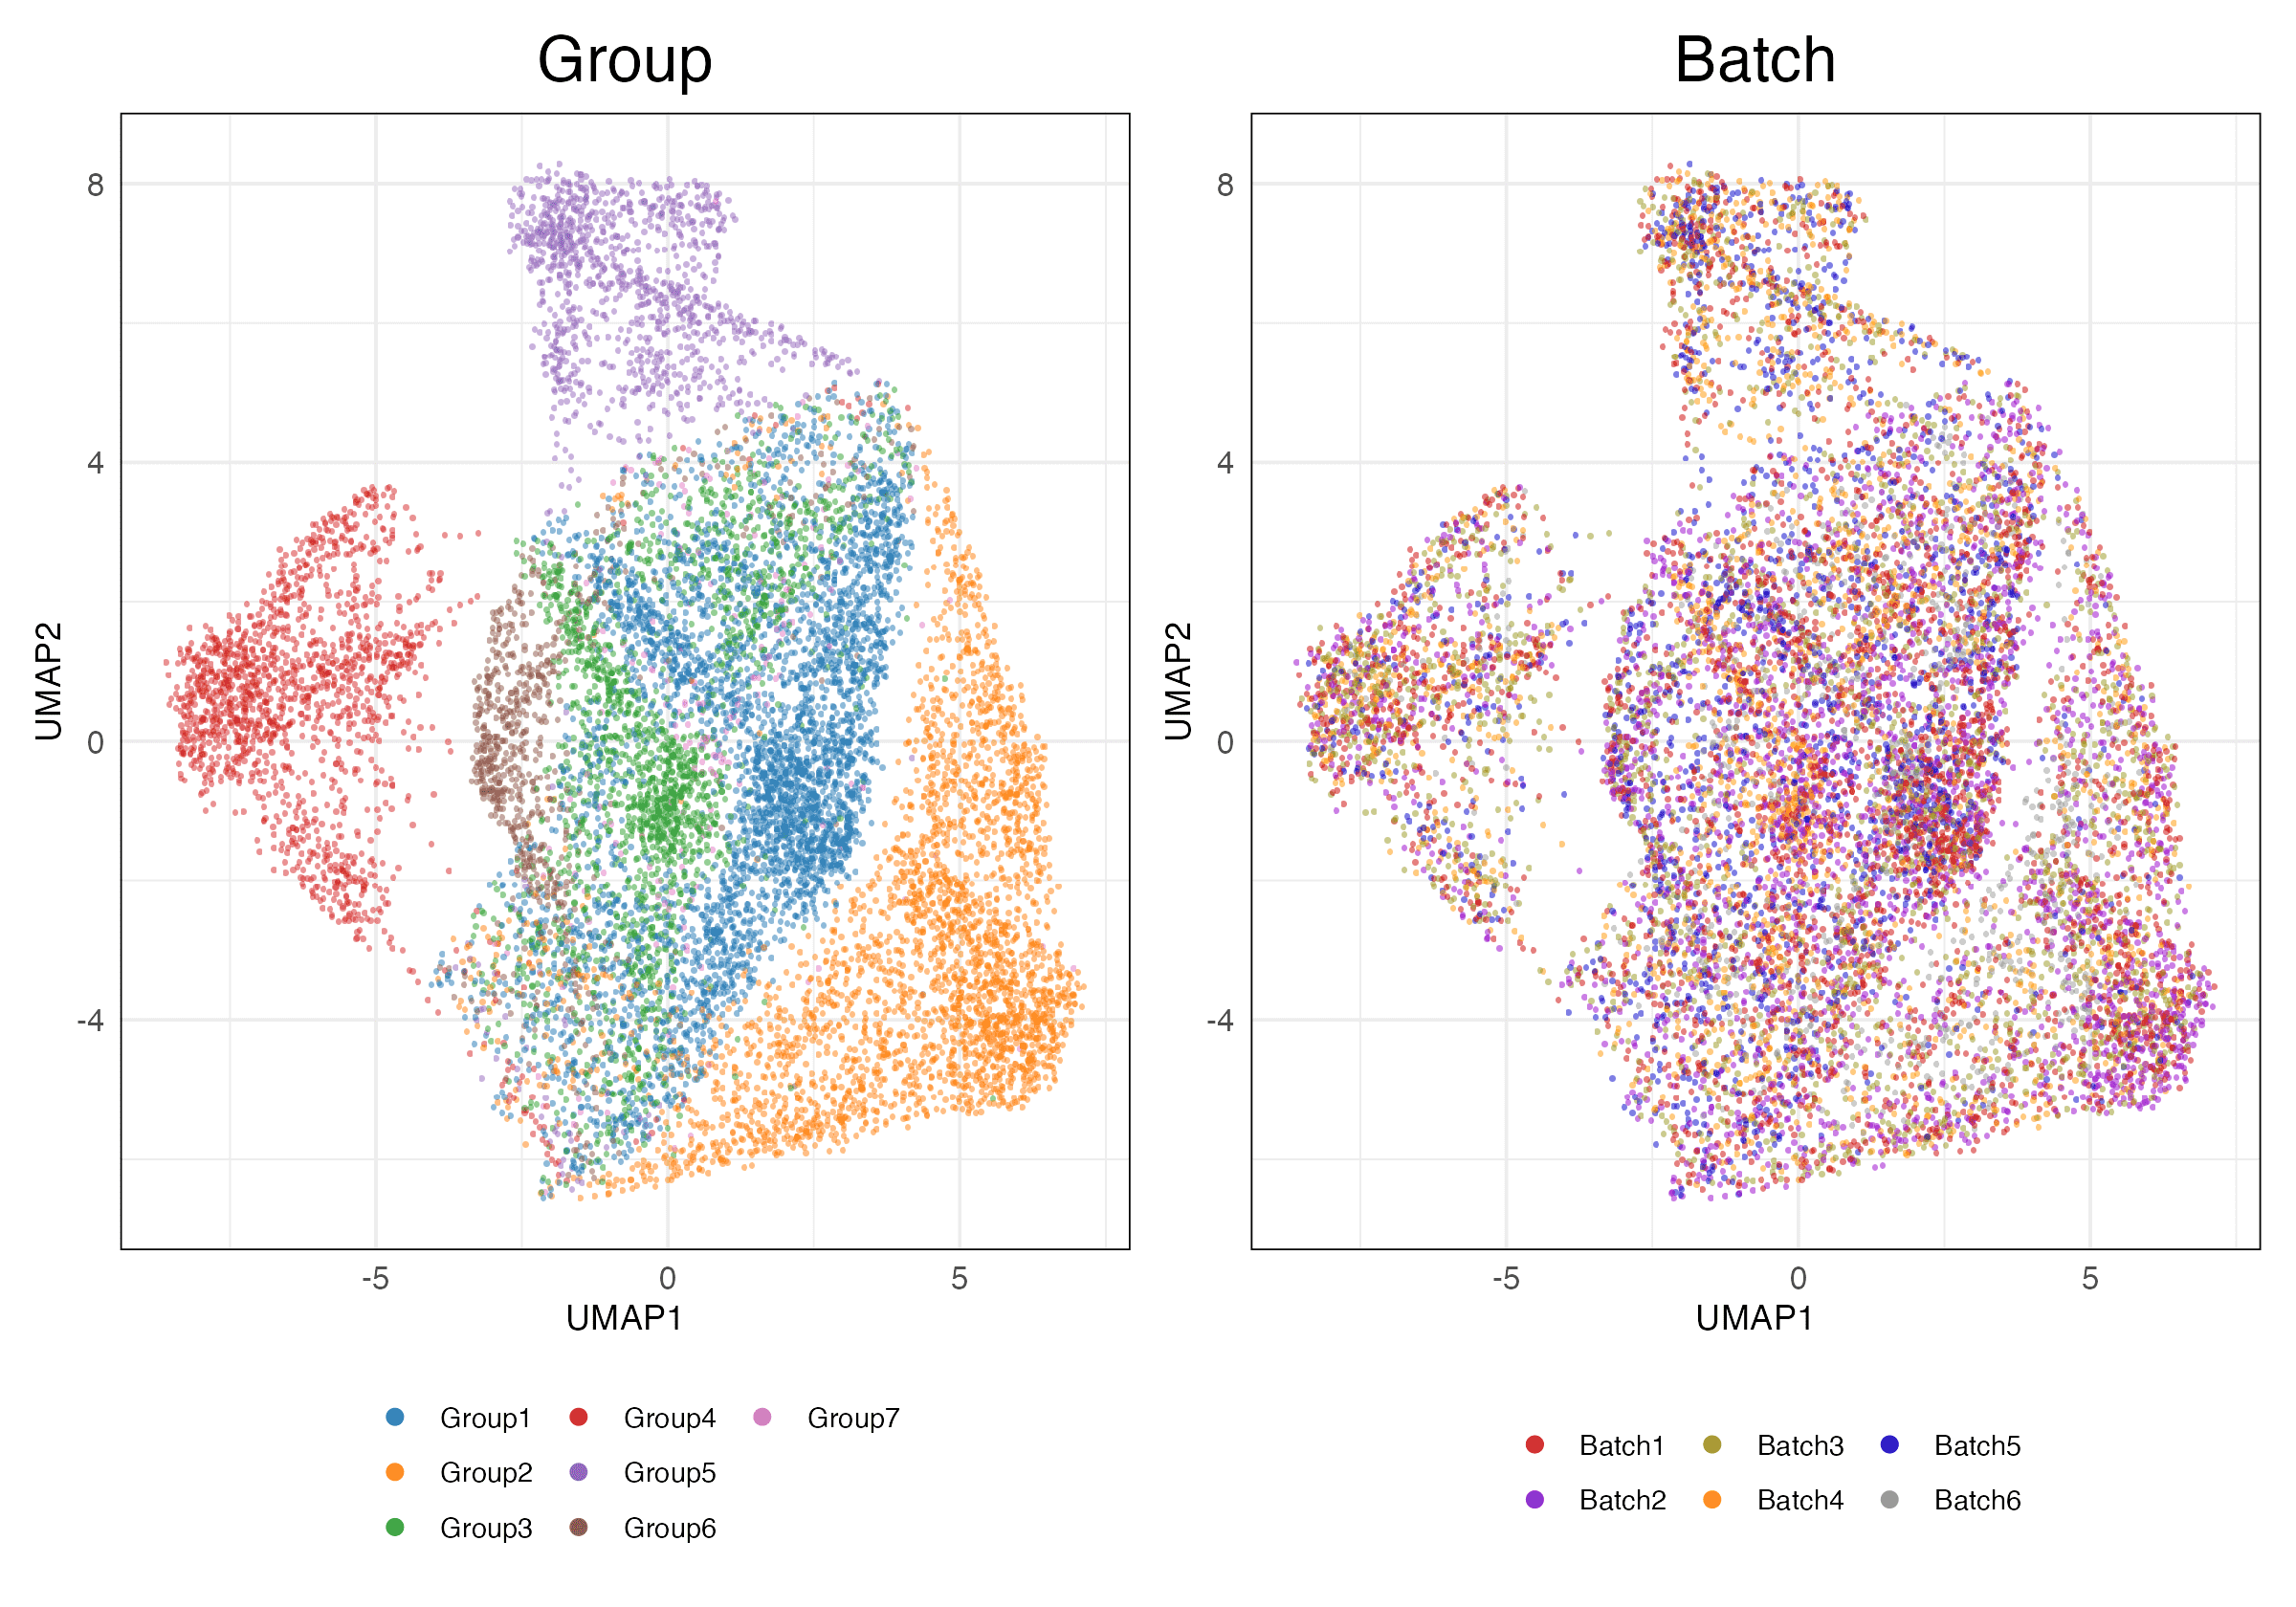 Group
8
4
0
-4
UMAP2
-5 0 5
UMAP1
Group1 Group4 Group7
Group2 Group5
Group3 Group6
Batch
8
4
0
-4
UMAP2
-5 0 5
UMAP1
Batch1 Batch3 Batch5
Batch2 Batch4 Batch6